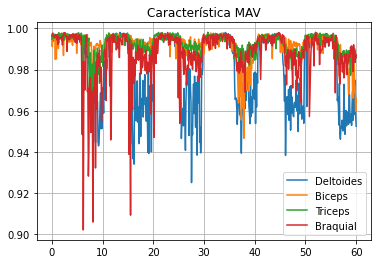 Característica MAV
1.00
0.98
0.96
0.94
0.92
0.90
0 10 20 30 40 50 60
Deltoides
Biceps
Triceps
Braquial